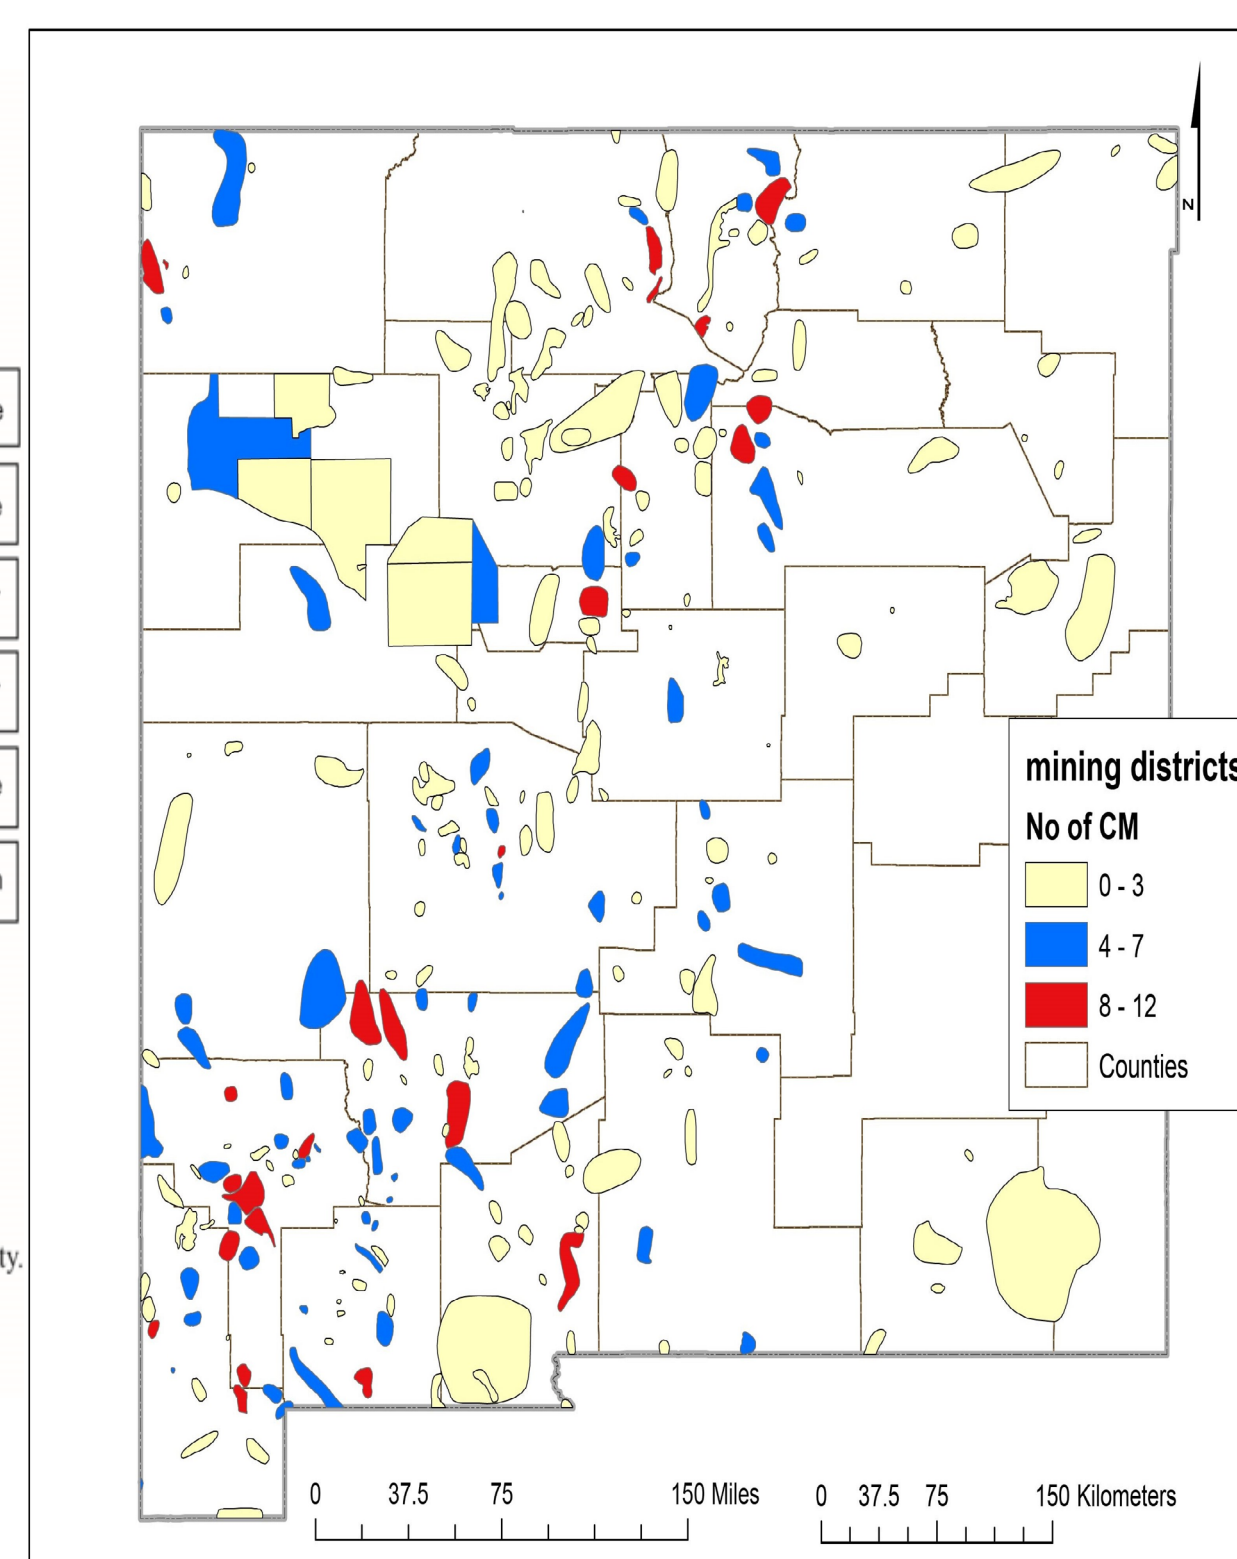 N
mining districts
No of CM
0 - 3
4 - 7
8 - 12
Counties
ty.
0 37.5 75 150 Miles
0 37.5 75 150 Kilometers